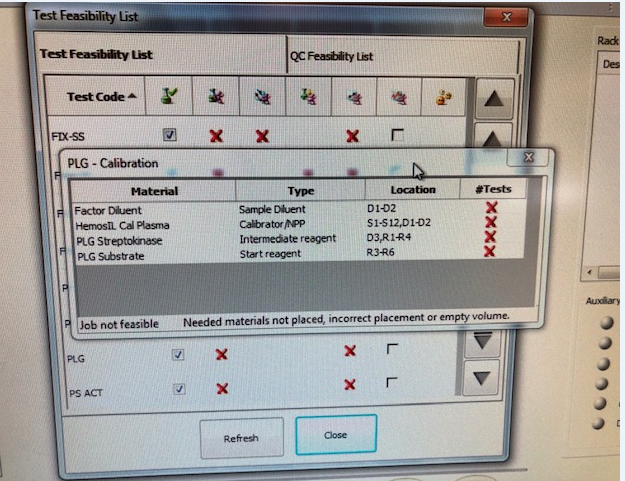 Test Feasibility List
Test Feasibility List
QC Feasibility List
Rack
Des
Test Code
FIX-SS
PLG - Calibration
Material Type Location #Tests
Factor Diluent Sample Diluent D1-D2
HemosIL Cal Plasma Calibrator/NPP S1-S12,D1-D2
PLG Streptokinase Intermediate reagent D3,R1-R4
PLG Substrate Start reagent R3-R6
Auxiliary
Job not feasible Needed materials not placed, incorrect placement or empty volume.
PLG
PS ACT
Refresh
Close